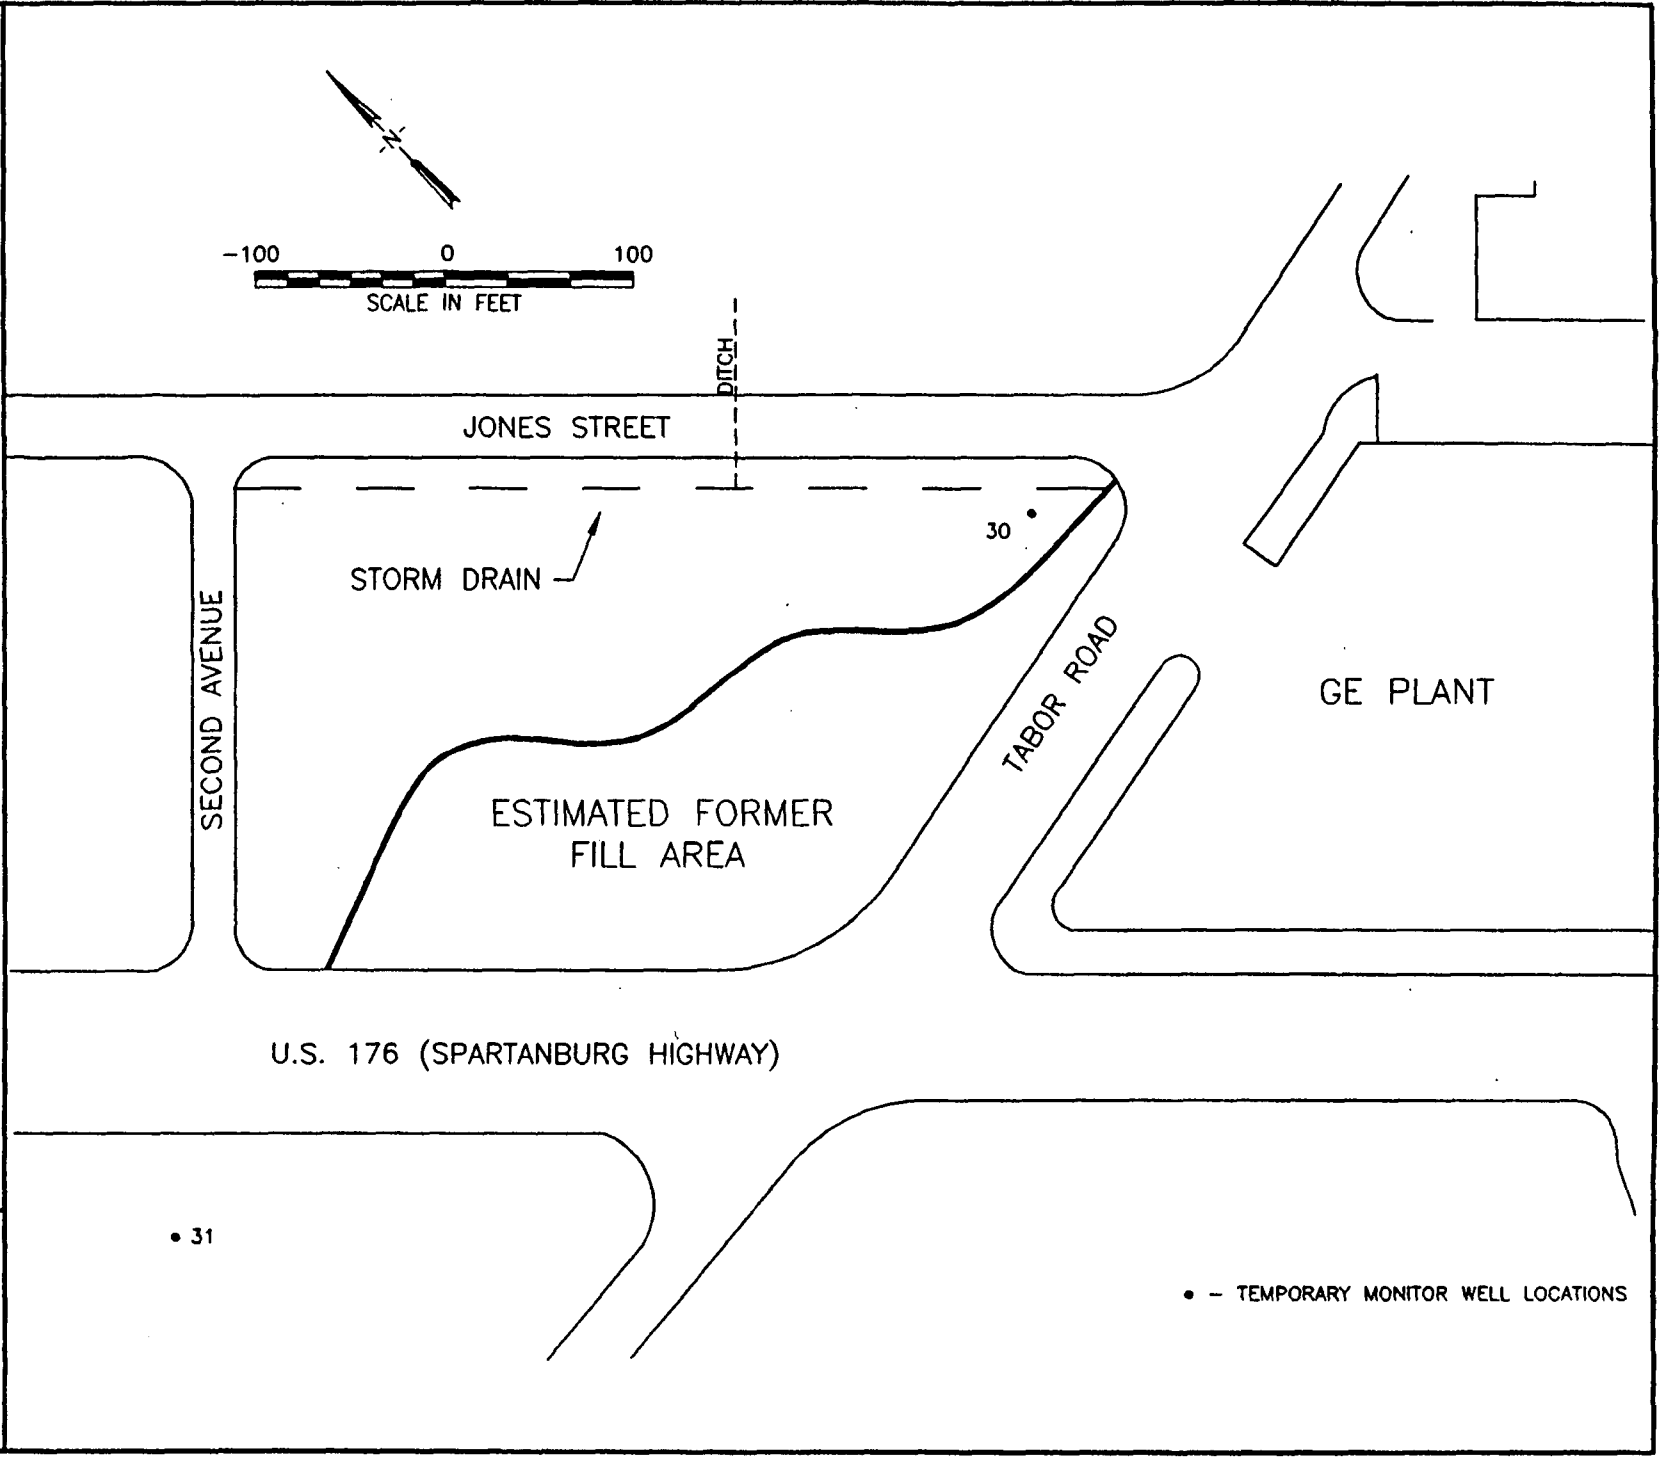 -N-
-100 0 100
SCALE IN FEET
DITCH
JONES STREET
30
STORM DRAIN
SECOND AVENUE
TABOR ROAD
GE PLANT
ESTIMATED FORMER
FILL AREA
U.S. 176 (SPARTANBURG HIGHWAY)
31
- TEMPORARY MONITOR WELL LOCATIONS